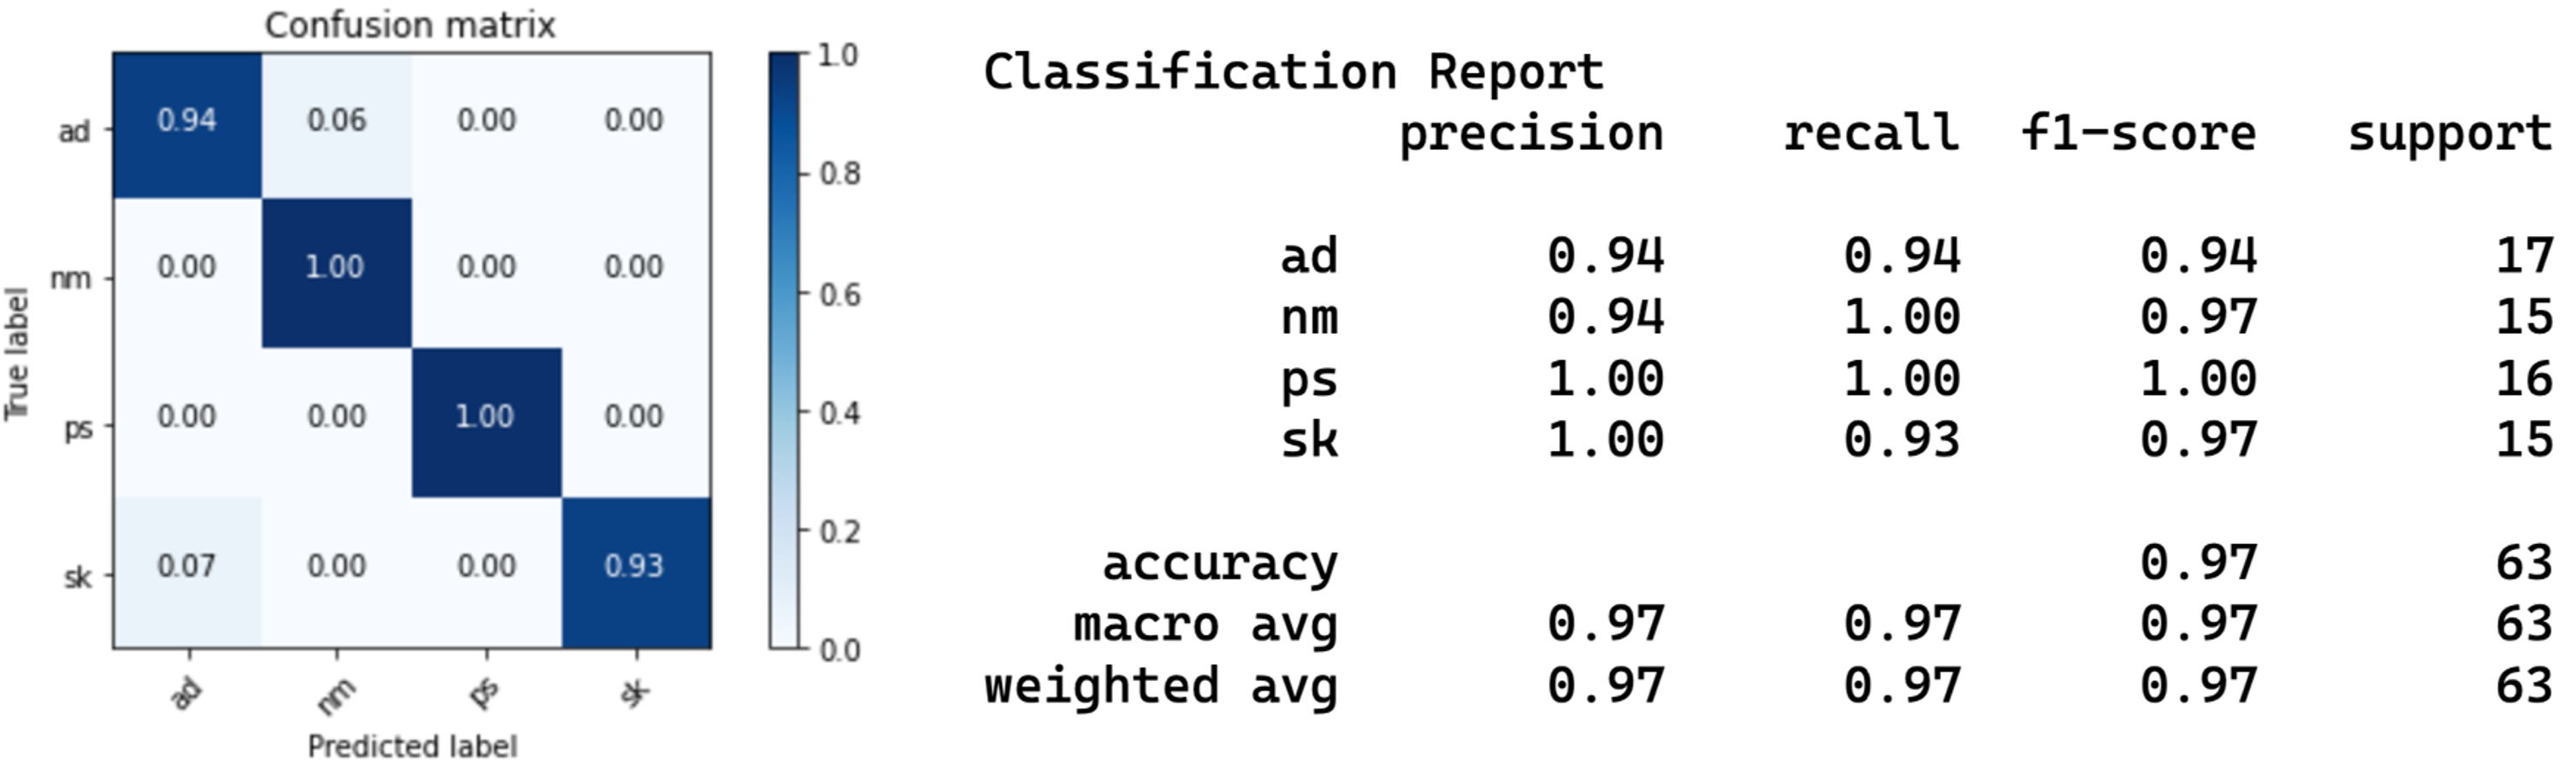 Confusion matrix
True label
ad 0.94 0.06 0.00 0.00
nm 0.00 1.00 0.00 0.00
ps 0.00 0.00 1.00 0.00
sk 0.07 0.00 0.00 0.93
ad nm ps sk
Predicted label
1.0
0.8
0.6
0.4
0.2
0.0
Classification Report
precision recall f1-score support
ad 0.94 0.94 0.94 17
nm 0.94 1.00 0.97 15
ps 1.00 1.00 1.00 16
sk 1.00 0.93 0.97 15
accuracy 0.97 63
macro avg 0.97 0.97 0.97 63
weighted avg 0.97 0.97 0.97 63